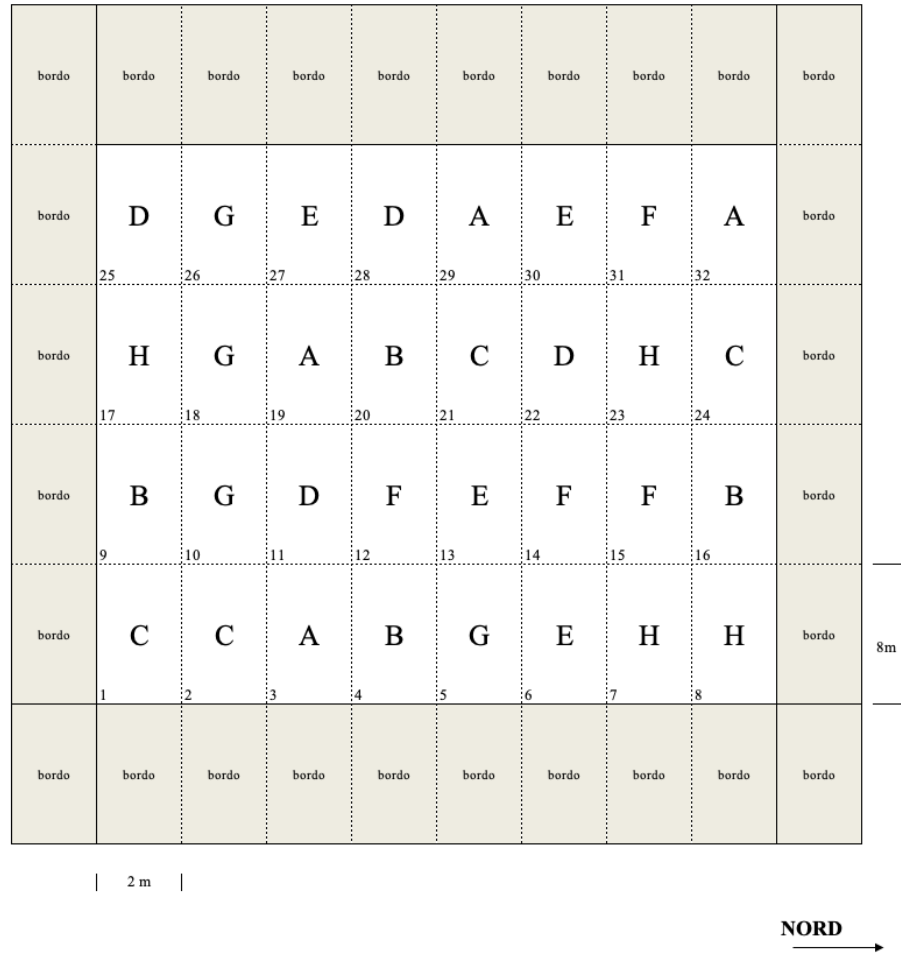 bordo bordo bordo bordo bordo bordo bordo bordo bordo bordo
bordo D G E D A E F A bordo
25 26 27 28 29 30 31 32
bordo H G A B C D H C bordo
17 18 19 20 21 22 23 24
bordo B G D F E F F B bordo
9 10 11 12 13 14 15 16
bordo C C A B G E H H bordo
8m
1 2 3 4 5 6 7 8
bordo bordo bordo bordo bordo bordo bordo bordo bordo bordo
2 m
NORD